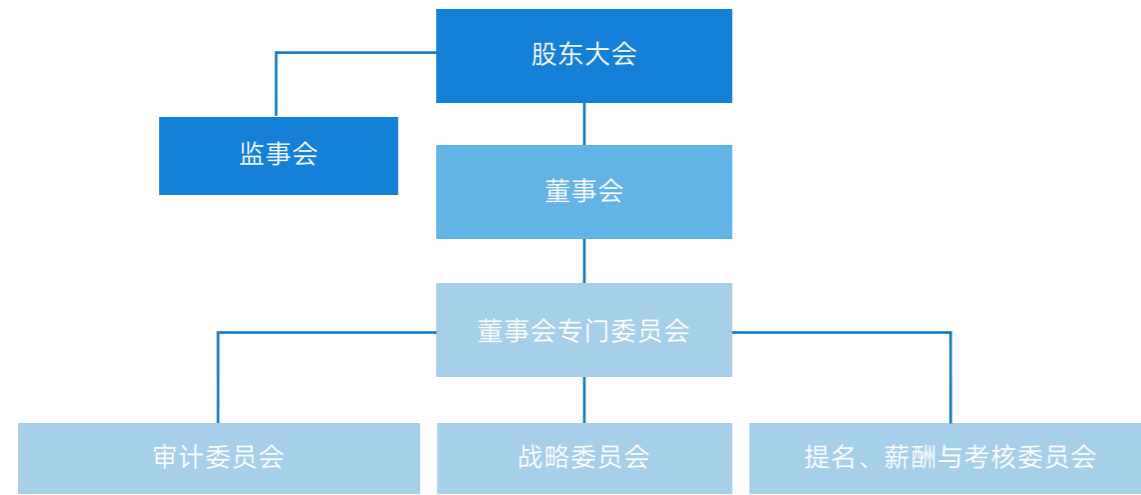 股东大会
监事会
董事会
董事会专门委员会
审计委员会
战略委员会
提名、薪酬与考核委员会